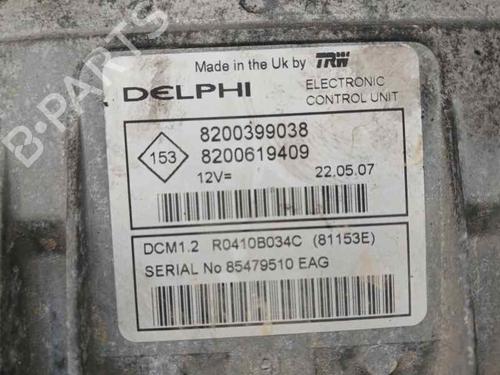 Made in the Uk by TRW
DELPHI
ELECTRONIC
CONTROL UNIT
153
8200399038
8200619409
12V=
22.05.07
DCM1.2 R0410B034C (81153E)
SERIAL No 85479510 EAG
B-PARTS